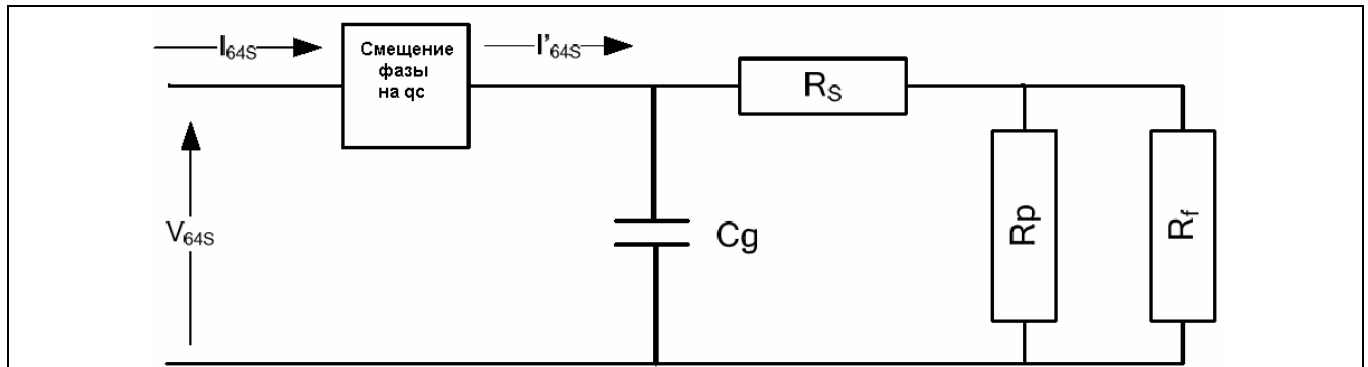 I64S
Смещение
фазы
на qc
I'64S
RS
V64S
Cg
Rp
Rf